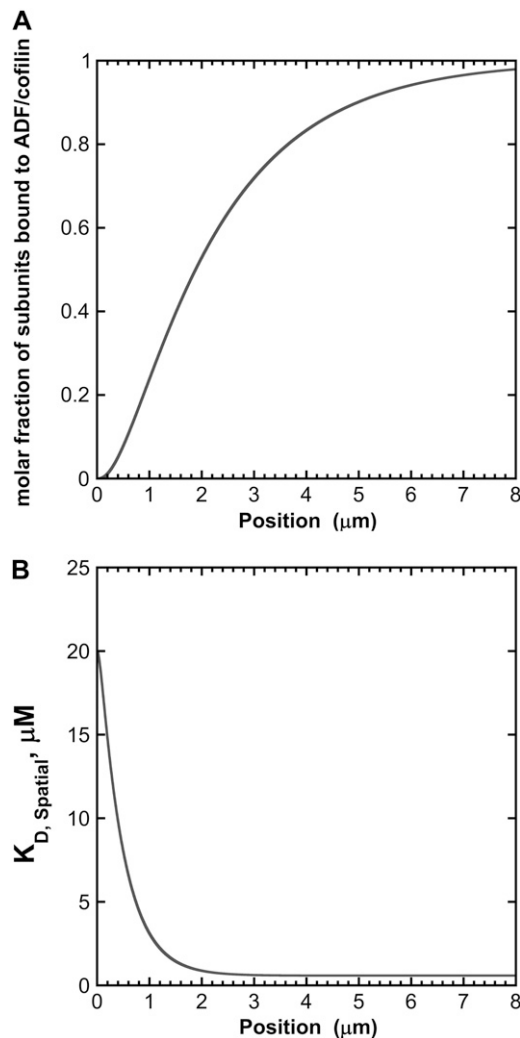 A
molar fraction of subunits bound to ADF/cofilin
1
0.8
0.6
0.4
0.2
0
0 1 2 3 4 5 6 7 8
Position (μm)
B
K_D, Spatial, μM
25
20
15
10
5
0
0 1 2 3 4 5 6 7 8
Position (μm)